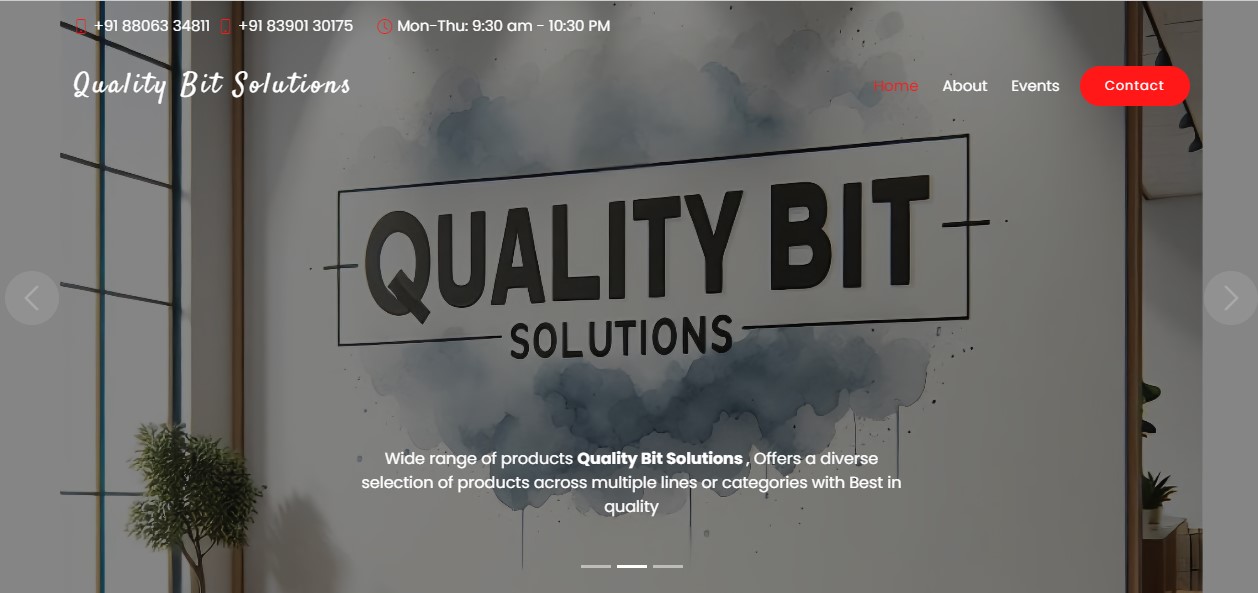 +91 88063 34811 +91 83901 30175 Mon-Thu: 9:30 am - 10:30 PM
Quality Bit Solutions
Home About Events Contact
QUALITY BIT
SOLUTIONS
Wide range of products Quality Bit Solutions , Offers a diverse
selection of products across multiple lines or categories with Best in
quality